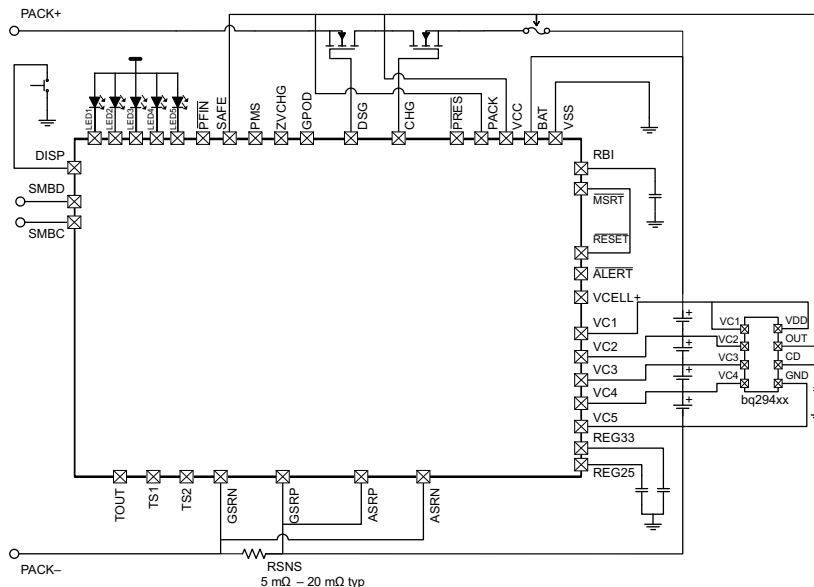 PACK+
LED1
LED2
LED3
LED4
LED5
PFIN
SAFE
PMS
ZVCHG
GPOD
DSG
CHG
PRES
PACK
VCC
BAT
VSS
DISP
SMBD
SMBC
RBI
MSRT
RESET
ALERT
VCELL+
VC1
VC2
VC3
VC4
VC5
REG33
REG25
+
+
+
+
VC1
VC2
VC3
VC4
VDD
OUT
CD
GND
bq294xx
TOUT
TS1
TS2
GSRN
GSRP
ASRP
ASRN
PACK–
RSNS
5 mΩ – 20 mΩ typ